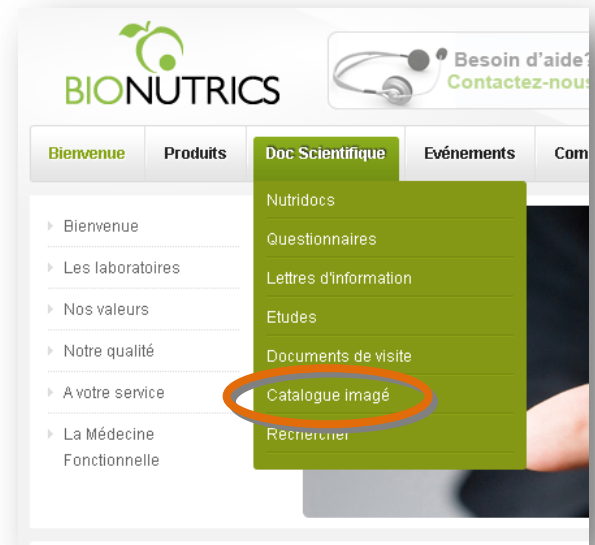 BIONUTRICS
Besoin d'aide?
Contactez-nous
Bienvenue Produits Doc Scientifique Evénements Com
Nutridocs
Questionnaires
Lettres d'information
Etudes
Documents de visite
Catalogue imagé
Rechercher
Bienvenue
Les laboratoires
Nos valeurs
Notre qualité
A votre service
La Médecine
Fonctionnelle